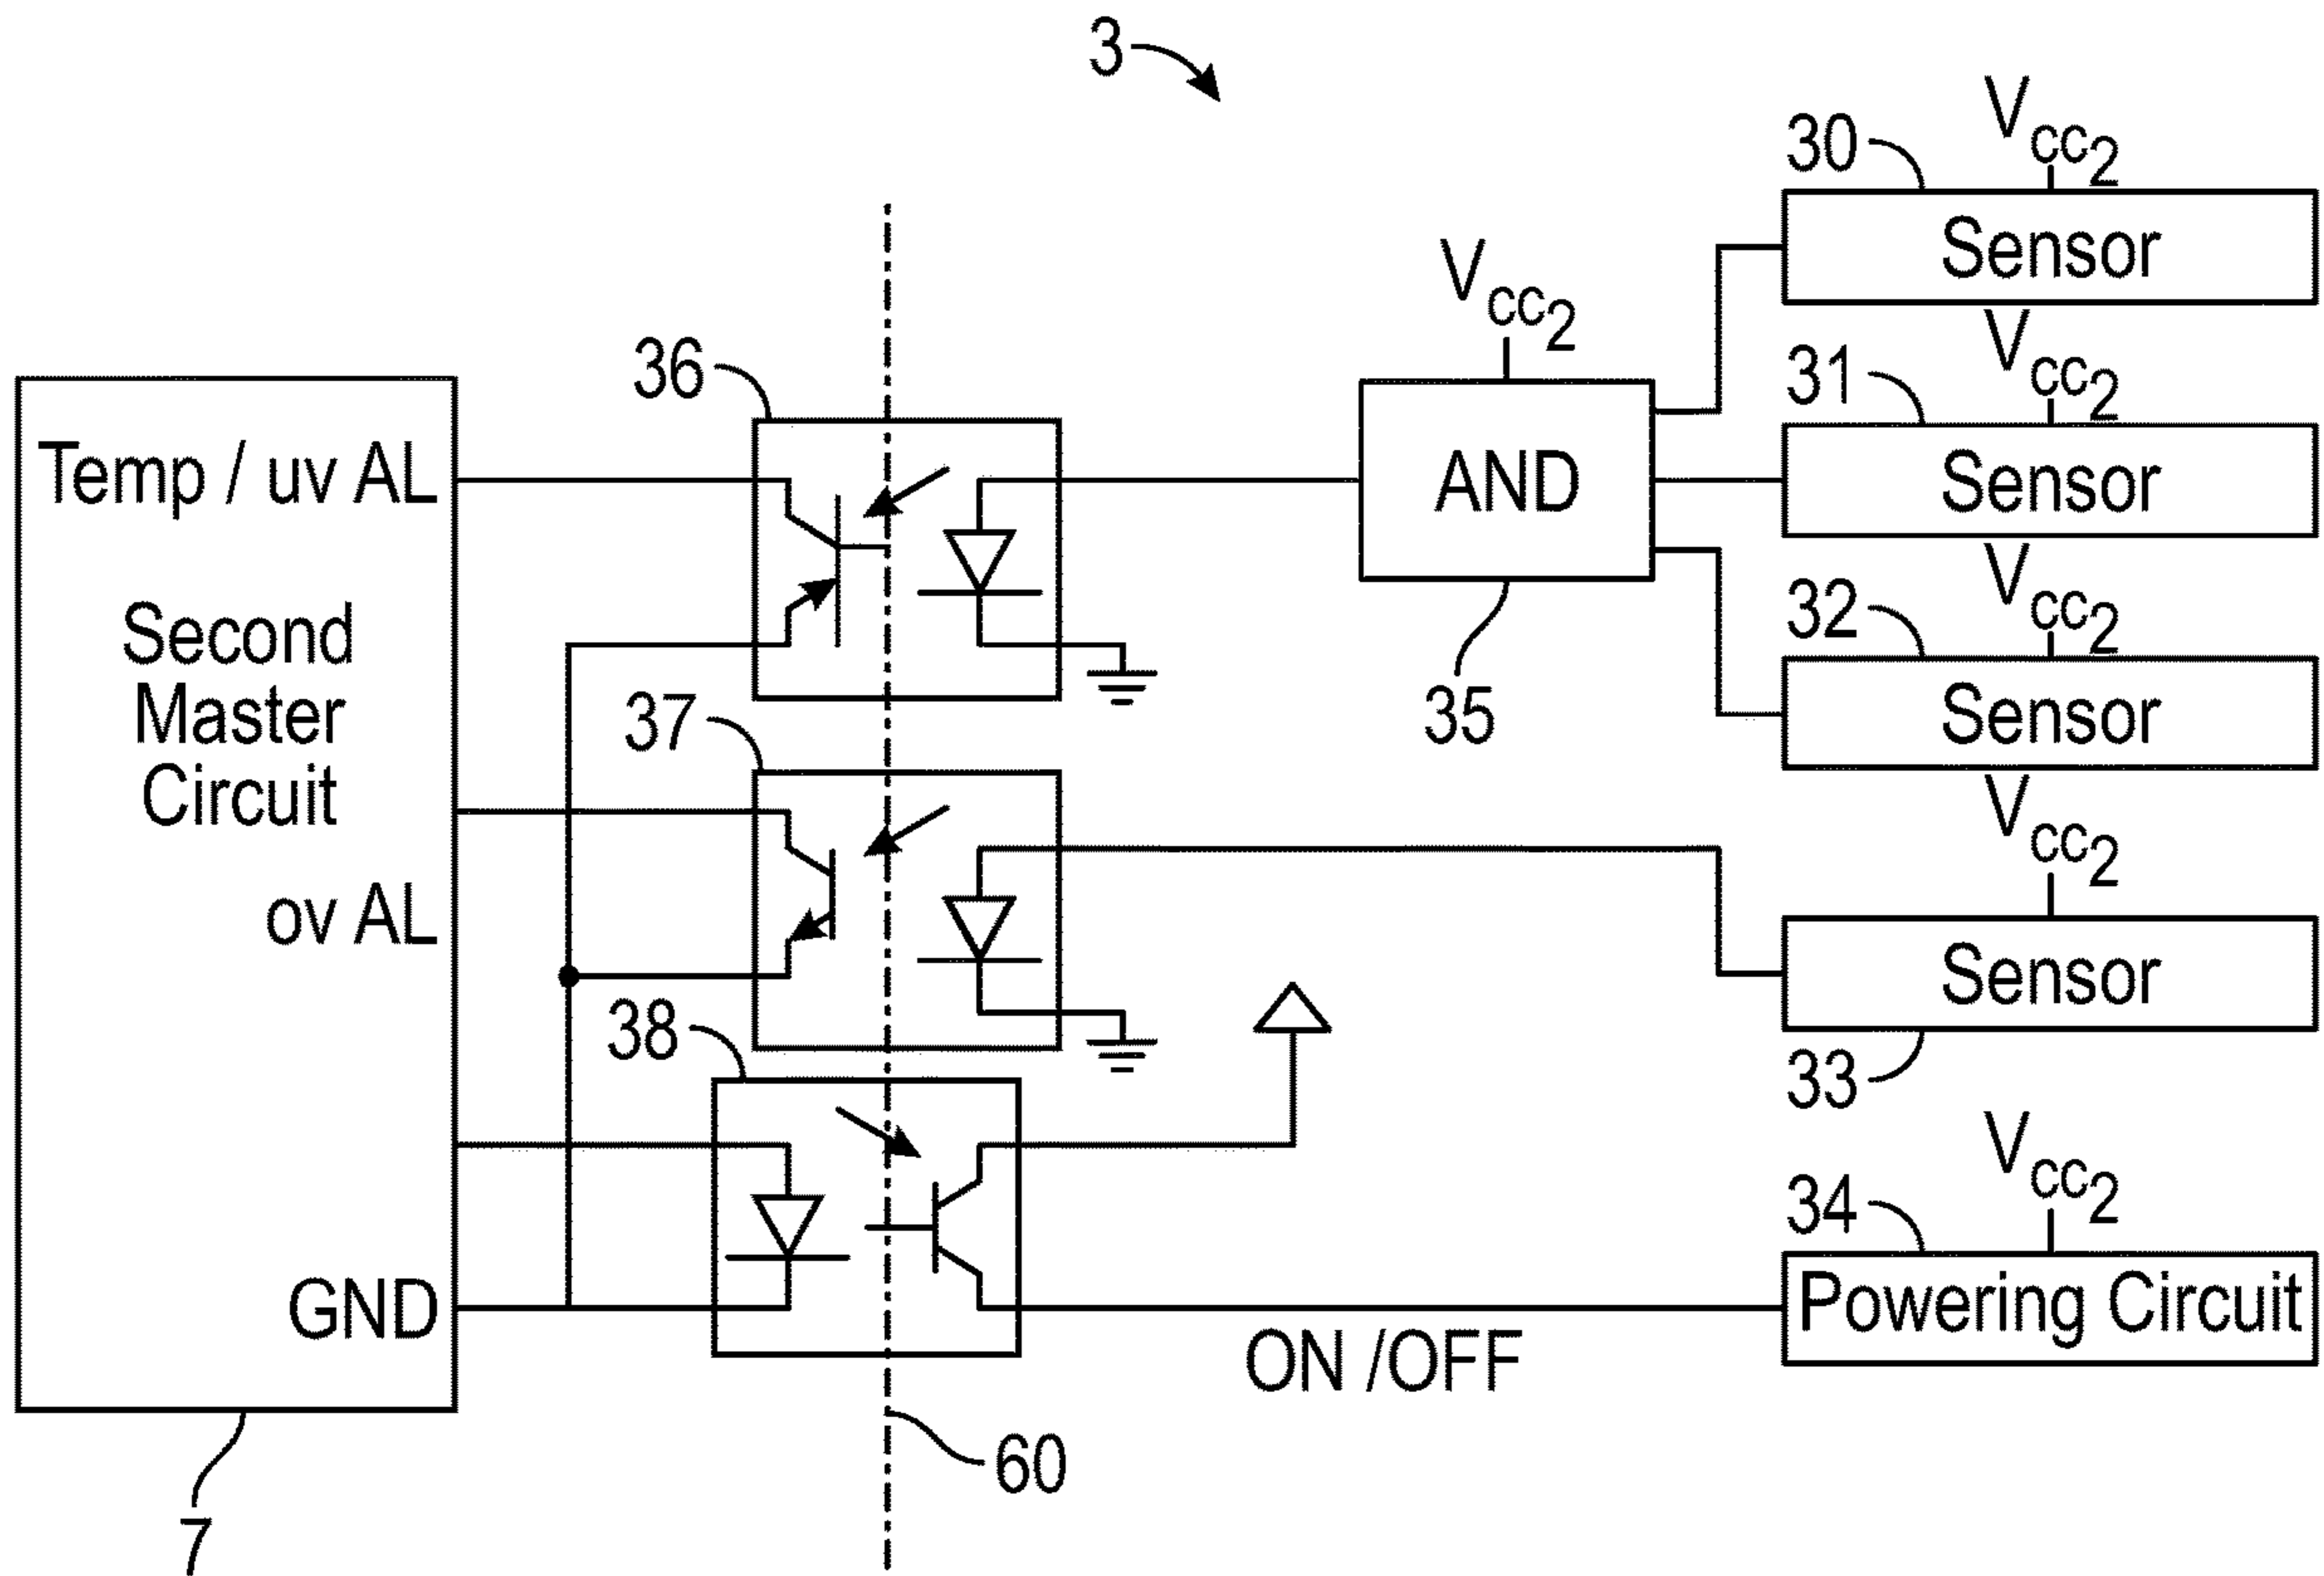 3
Vcc2
30
Sensor
Vcc2
Vcc2
36
31
Temp / uv AL
AND
Sensor
Vcc2
Second
32
Master
37
35
Sensor
Circuit
Vcc2
ov AL
Sensor
38
33
Vcc2
34
GND
Powering Circuit
ON /OFF
60
7